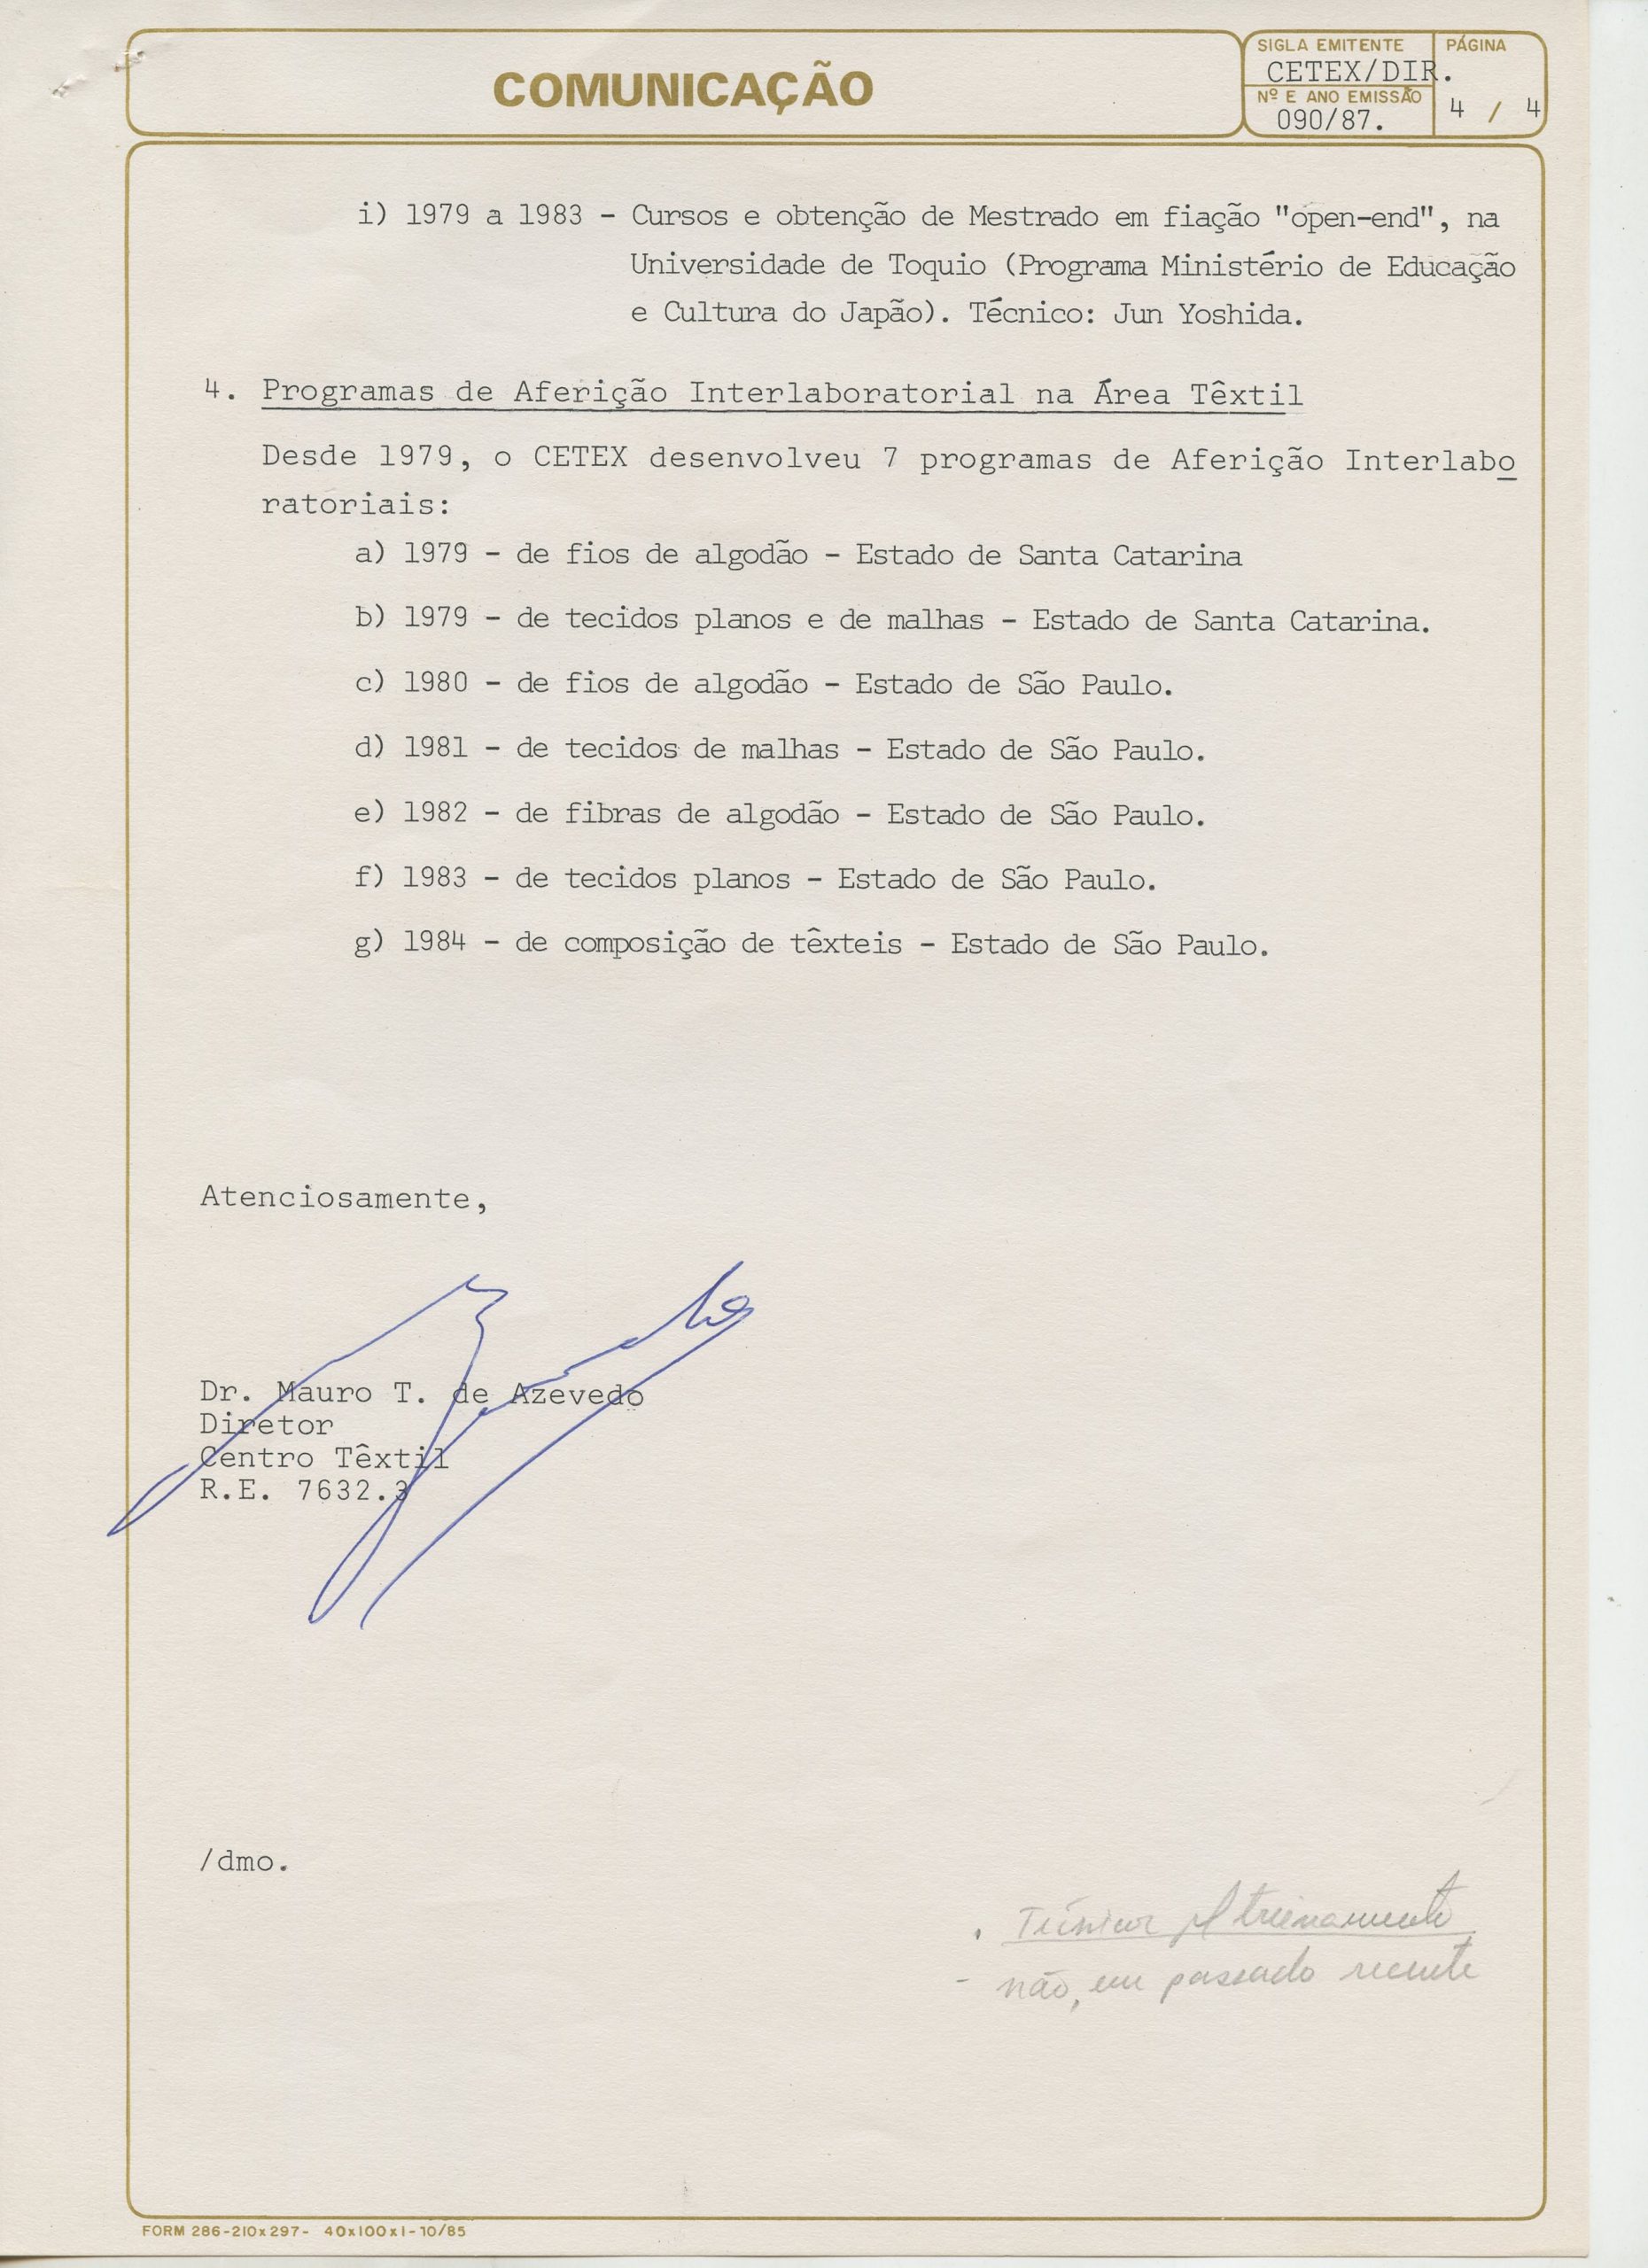 COMUNICAÇÃO
SIGLA EMITENTE
CETEX/DIR.
Nº E ANO EMISSÃO
090/87.
PÁGINA
4 / 4
i) 1979 a 1983 - Cursos e obtenção de Mestrado em fiação "open-end", na
Universidade de Toquio (Programa Ministério de Educação
e Cultura do Japão). Técnico: Jun Yoshida.
4. Programas de Aferição Interlaboratorial na Área Têxtil
Desde 1979, o CETEX desenvolveu 7 programas de Aferição Interlabo
ratoriais:
a) 1979 - de fios de algodão - Estado de Santa Catarina
b) 1979 - de tecidos planos e de malhas - Estado de Santa Catarina.
c) 1980 - de fios de algodão - Estado de São Paulo.
d) 1981 - de tecidos de malhas - Estado de São Paulo.
e) 1982 - de fibras de algodão - Estado de São Paulo.
f) 1983 - de tecidos planos - Estado de São Paulo.
g) 1984 - de composição de têxteis - Estado de São Paulo.
Atenciosamente,
Dr. Mauro T. de Azevedo
Diretor
Centro Têxtil
R.E. 7632.3
/dmo.
. treinamento
- não, em passado recente
FORM 286-210x297- 40x100x1-10/85